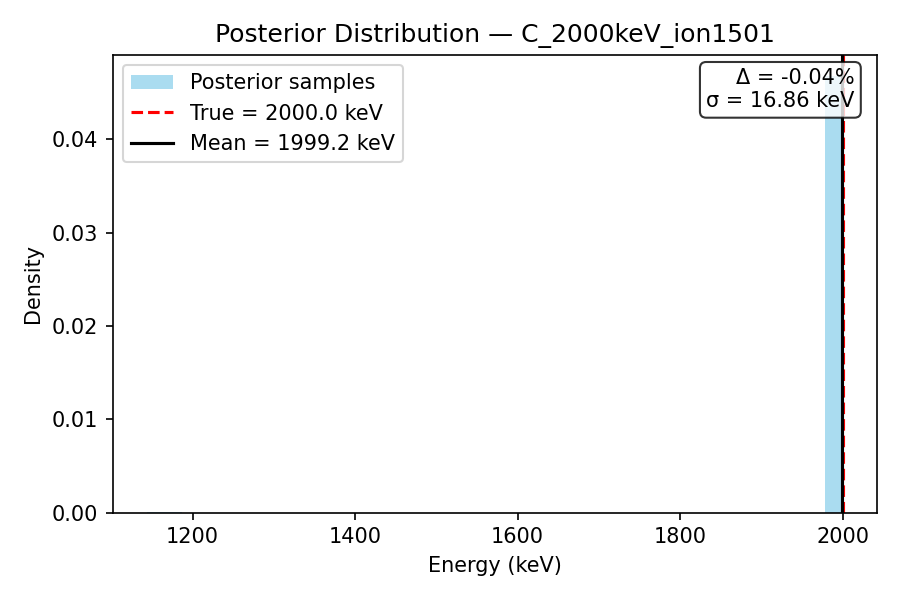 Posterior Distribution — C_2000keV_ion1501
Posterior samples
True = 2000.0 keV
Mean = 1999.2 keV
Δ = -0.04%
σ = 16.86 keV
0.04
0.03
0.02
0.01
0.00
Density
1200
1400
1600
1800
2000
Energy (keV)